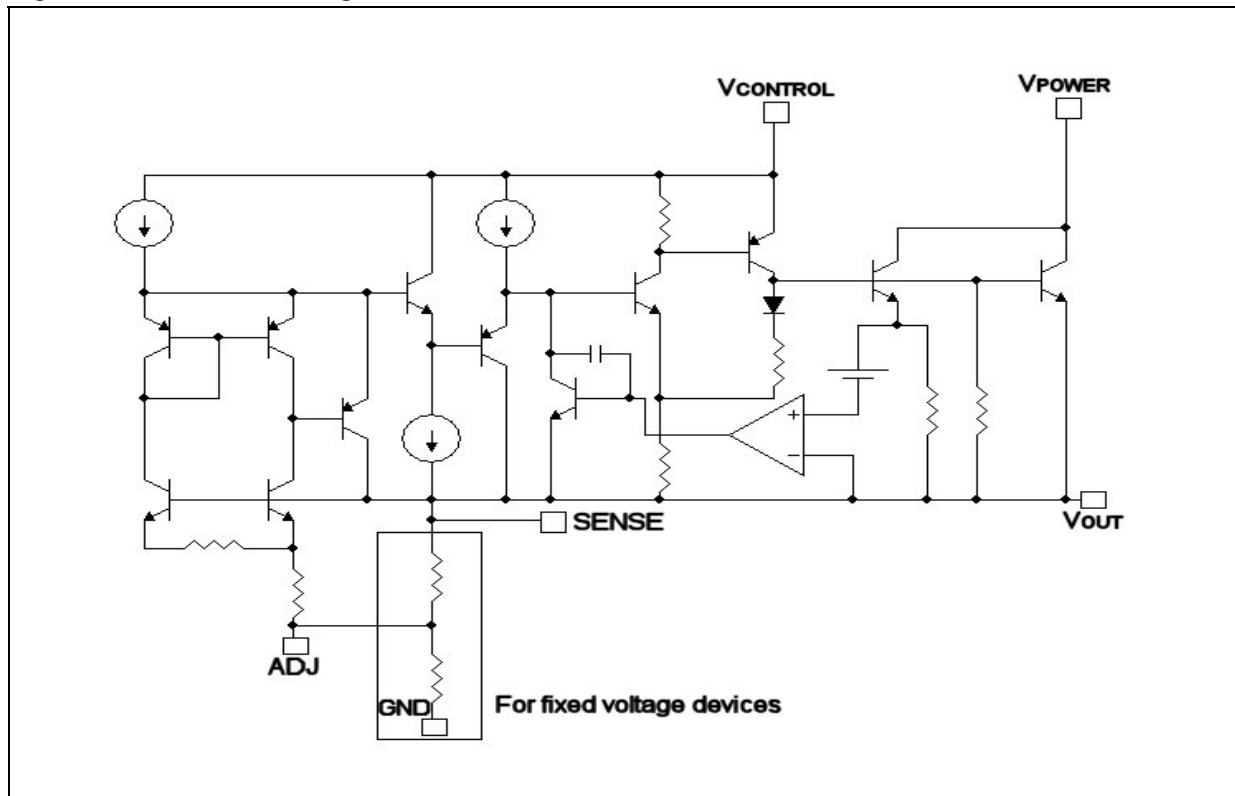 VCONTROL
VPOWER
+
−
SENSE
VOUT
ADJ
GND
For fixed voltage devices